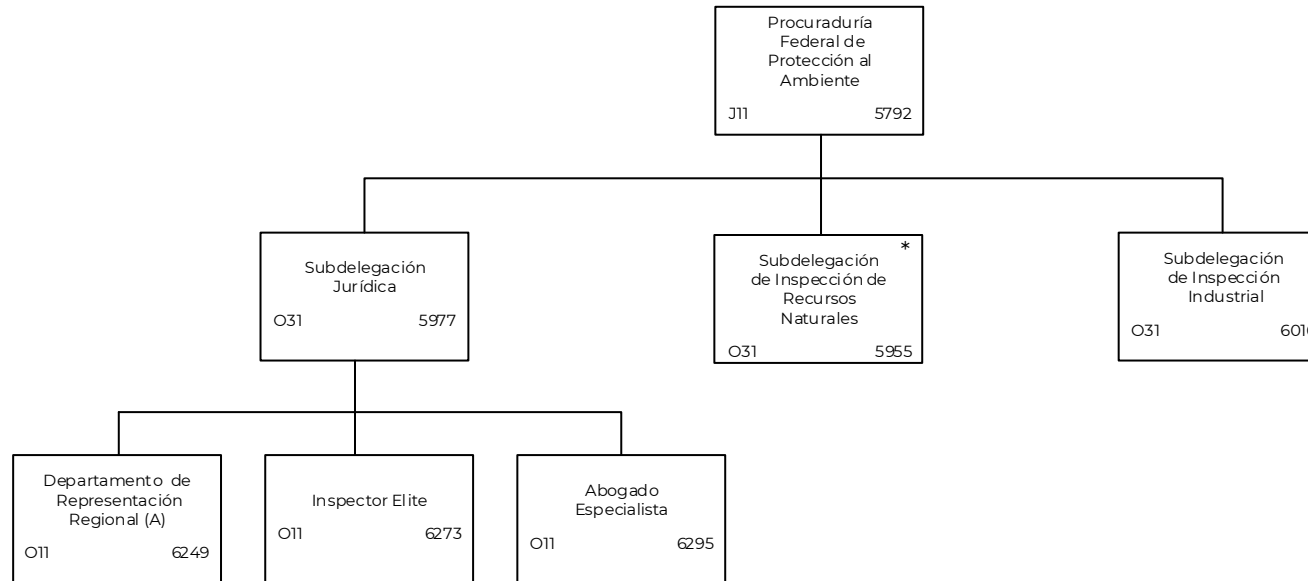 Procuraduría
Federal de
Protección al
Ambiente
J11 5792
Subdelegación
Jurídica
O31 5977
*
Subdelegación
de Inspección de
Recursos
Naturales
O31 5955
Subdelegación
de Inspección
Industrial
O31
Departamento de
Representación
Regional (A)
O11 6249
Inspector Elite
O11 6273
Abogado
Especialista
O11 6295